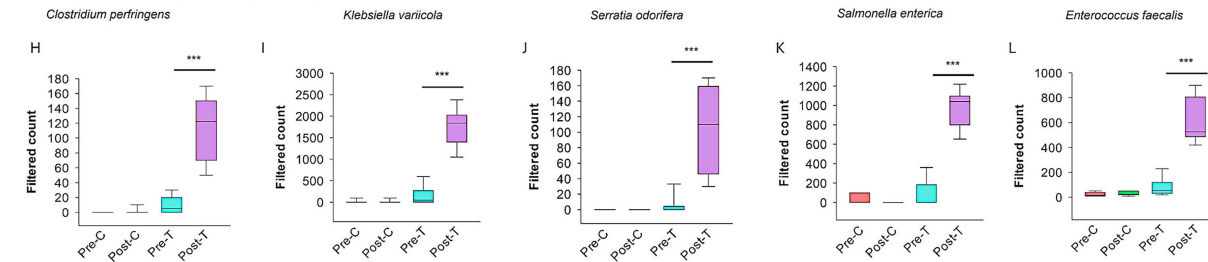 Clostridium perfringens
Klebsiella variicola
Serratia odorifera
Salmonella enterica
Enterococcus faecalis
H
I
J
K
L
***
***
***
***
***
Filtered count
180
160
140
120
100
80
60
40
20
0
Pre-C
Post-C
Pre-T
Post-T
Filtered count
3000
2500
2000
1500
1000
500
0
Pre-C
Post-C
Pre-T
Post-T
Filtered count
180
160
140
120
100
80
60
40
20
0
Pre-C
Post-C
Pre-T
Post-T
Filtered count
1400
1200
1000
800
600
400
200
0
Pre-C
Post-C
Pre-T
Post-T
Filtered count
1000
800
600
400
200
0
Pre-C
Post-C
Pre-T
Post-T